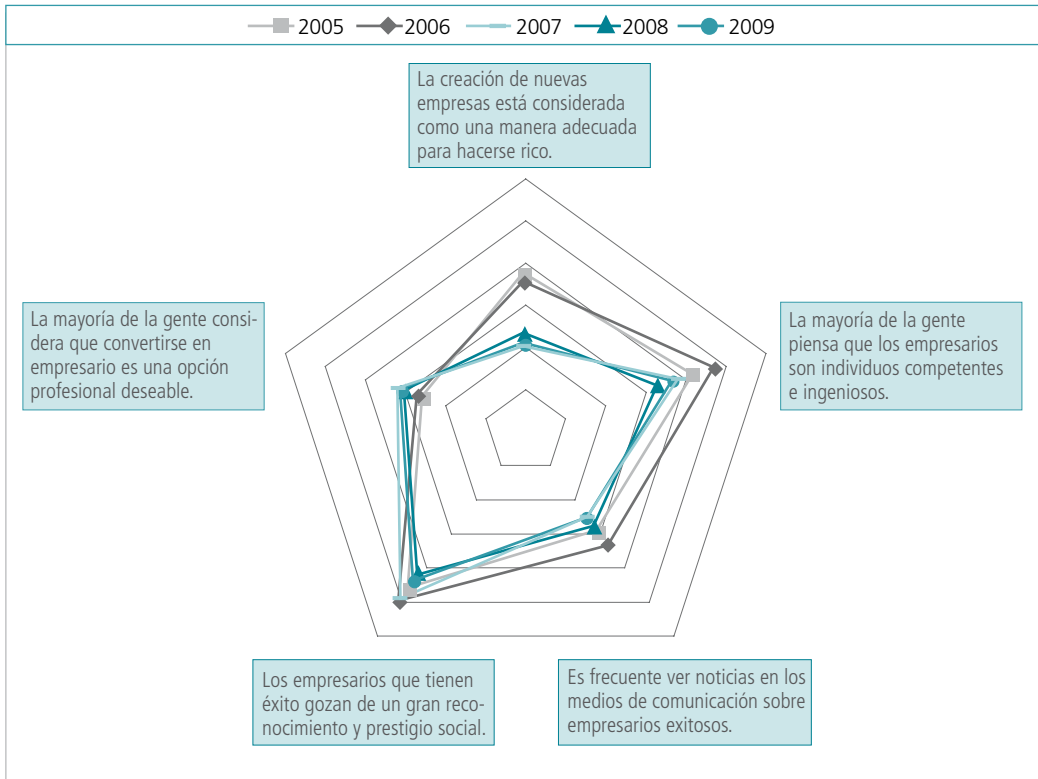 2005 2006 2007 2008 2009
La creación de nuevas
empresas está considerada
como una manera adecuada
para hacerse rico.
La mayoría de la gente consi-
dera que convertirse en
empresario es una opción
profesional deseable.
La mayoría de la gente
piensa que los empresarios
son individuos competentes
e ingeniosos.
Los empresarios que tienen
éxito gozan de un gran reco-
nocimiento y prestigio social.
Es frecuente ver noticias en los
medios de comunicación sobre
empresarios exitosos.